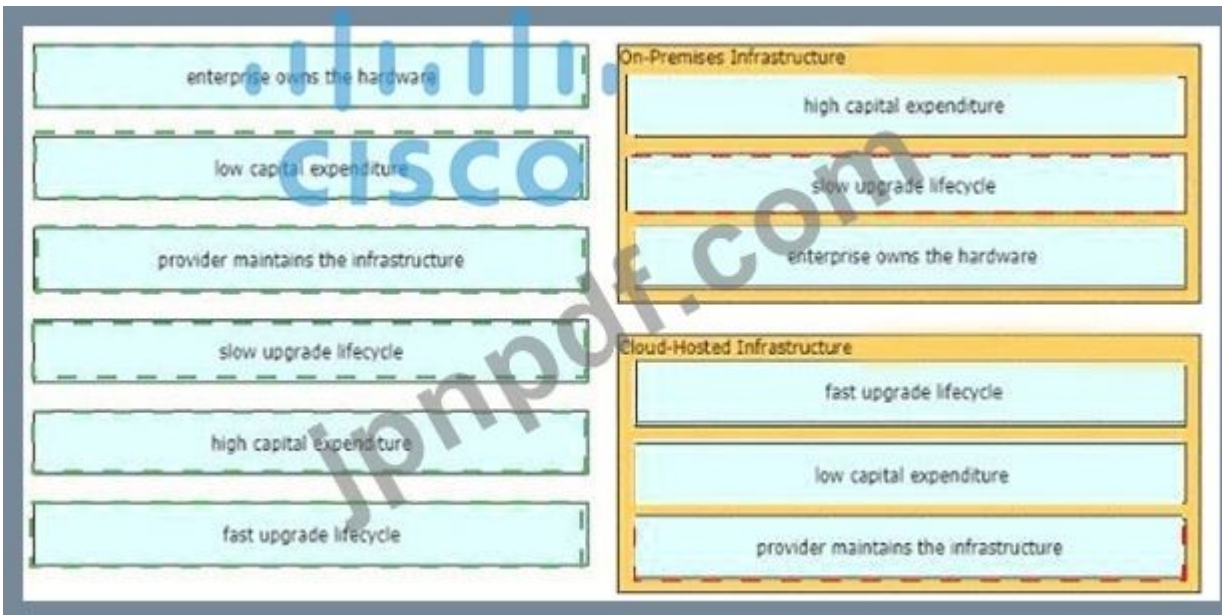 enterprise owns the hardware
low capital expenditure
provider maintains the infrastructure
slow upgrade lifecycle
high capital expenditure
fast upgrade lifecycle
On-Premises Infrastructure
high capital expenditure
slow upgrade lifecycle
enterprise owns the hardware
Cloud-Hosted Infrastructure
fast upgrade lifecycle
low capital expenditure
provider maintains the infrastructure
CISCO
jpnpdf.com